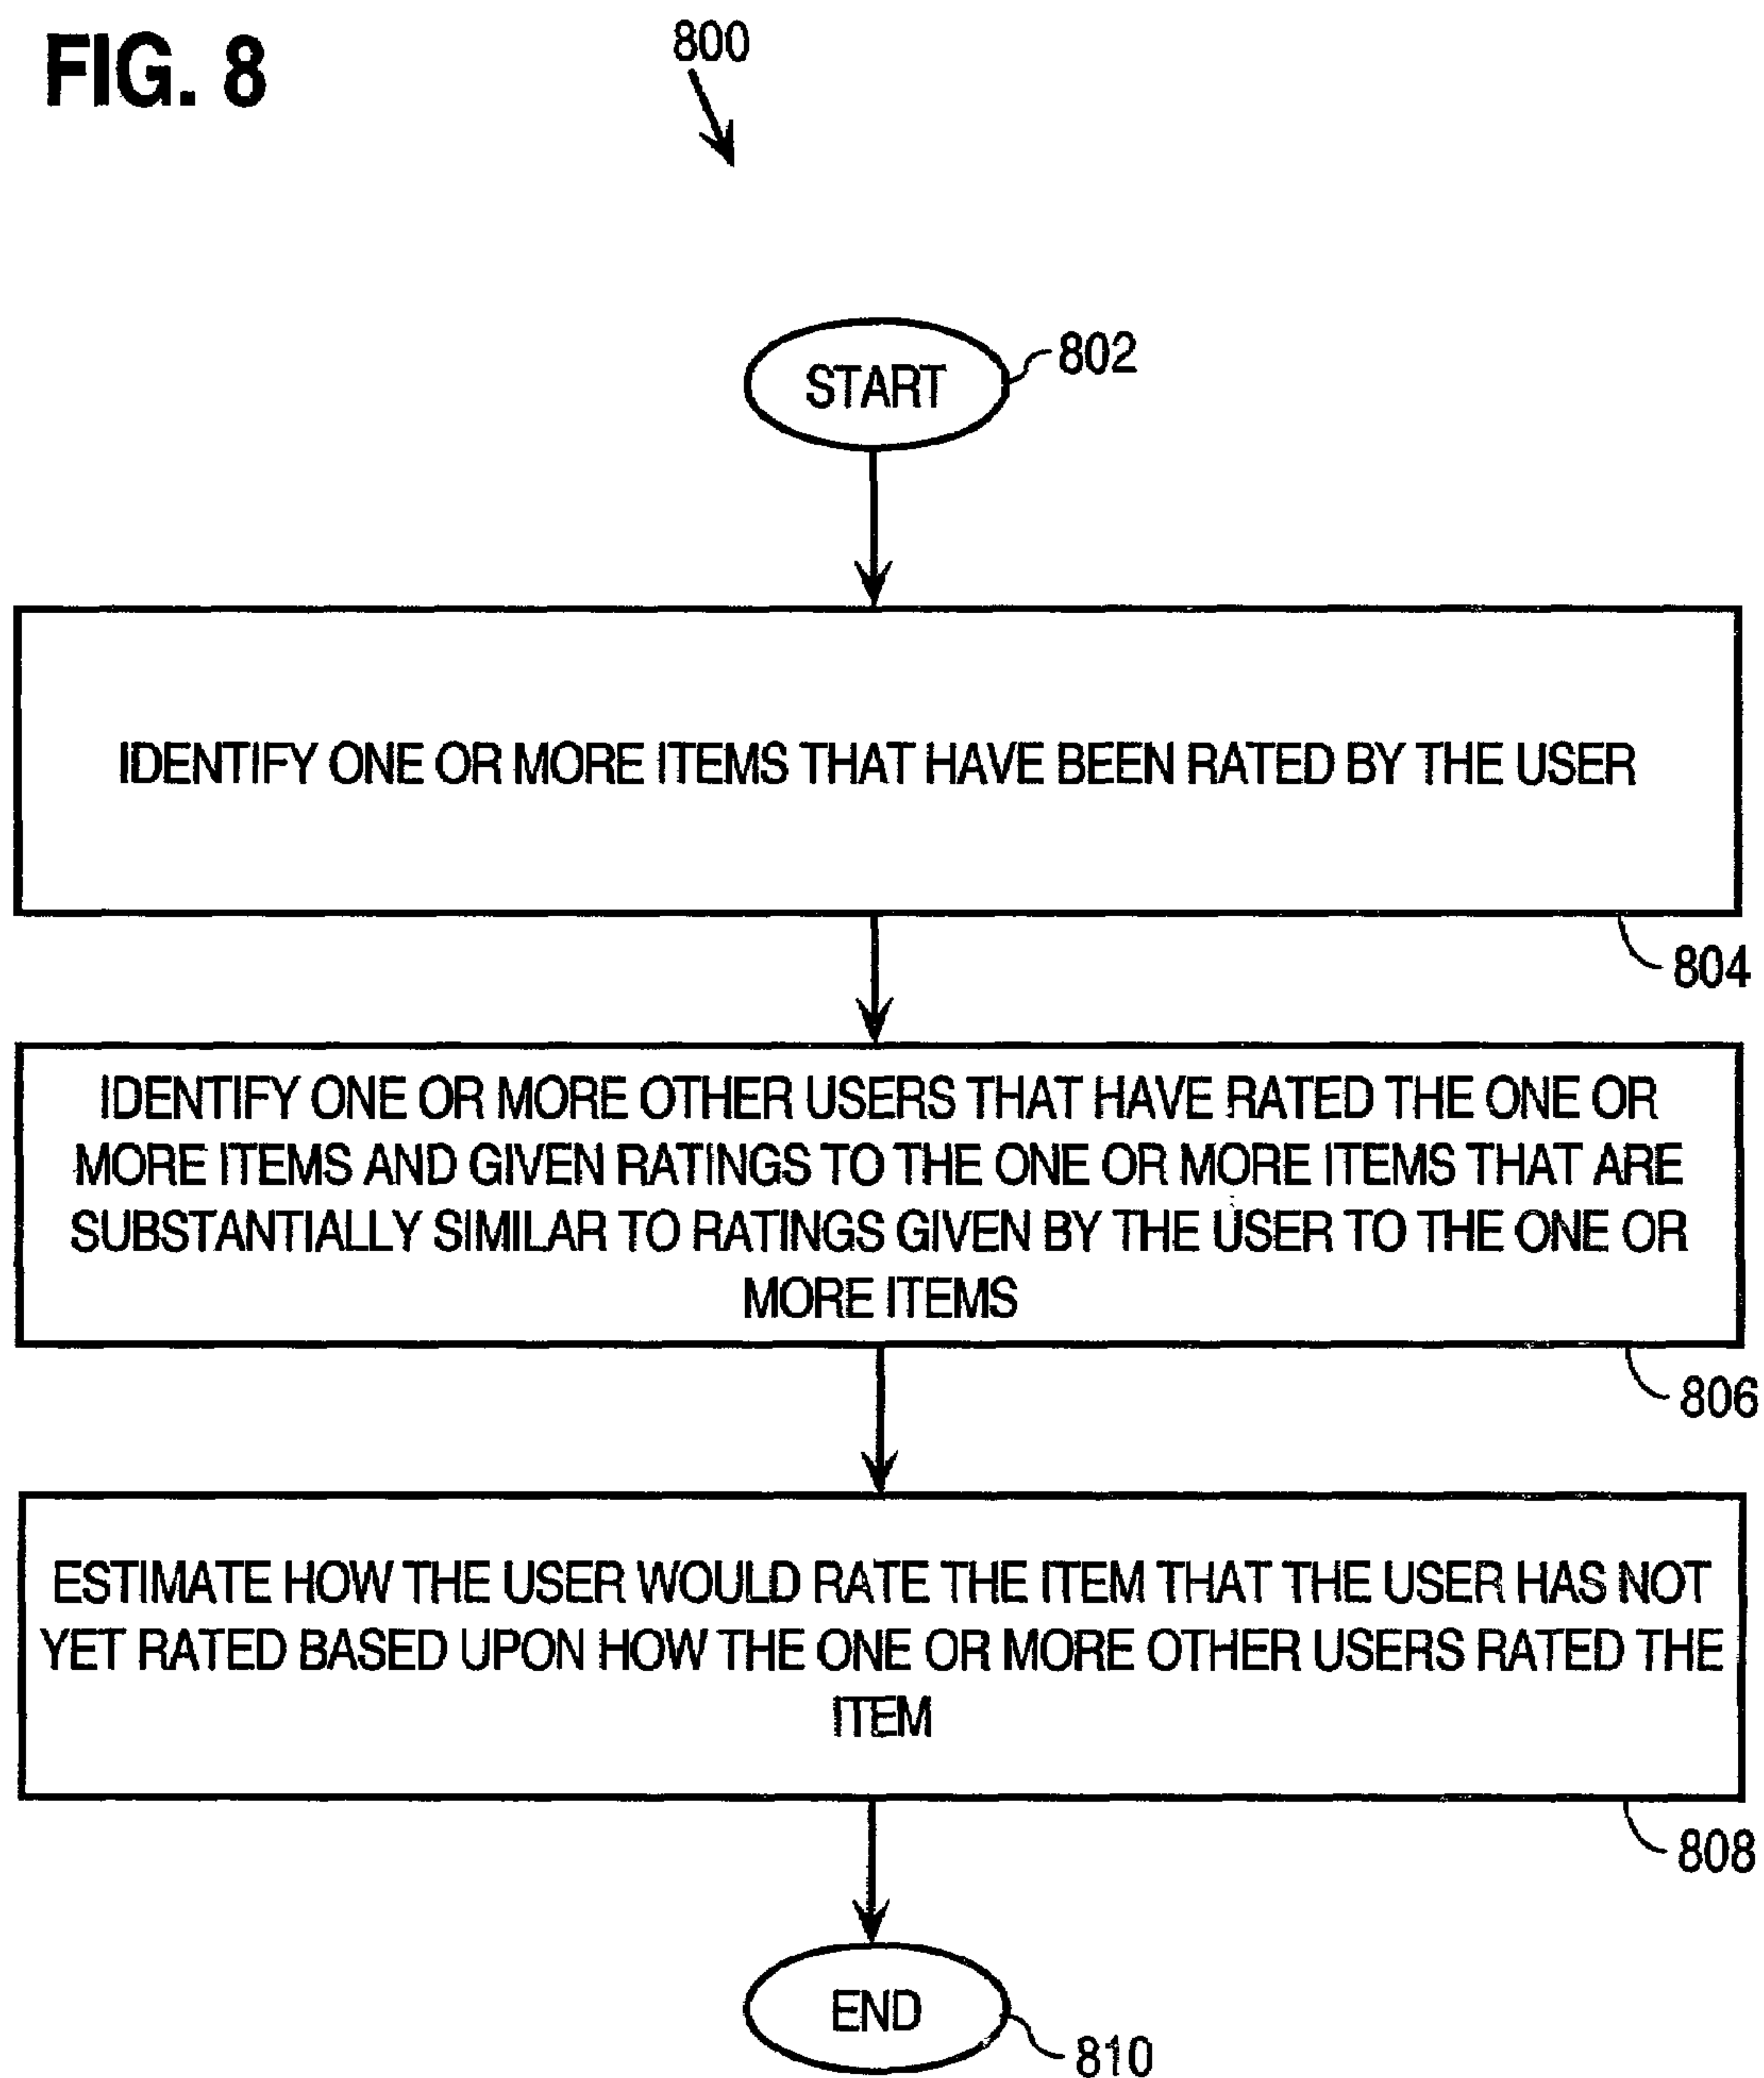 FIG. 8
800
START
802
IDENTIFY ONE OR MORE ITEMS THAT HAVE BEEN RATED BY THE USER
804
IDENTIFY ONE OR MORE OTHER USERS THAT HAVE RATED THE ONE OR
MORE ITEMS AND GIVEN RATINGS TO THE ONE OR MORE ITEMS THAT ARE
SUBSTANTIALLY SIMILAR TO RATINGS GIVEN BY THE USER TO THE ONE OR
MORE ITEMS
806
ESTIMATE HOW THE USER WOULD RATE THE ITEM THAT THE USER HAS NOT
YET RATED BASED UPON HOW THE ONE OR MORE OTHER USERS RATED THE
ITEM
808
END
810